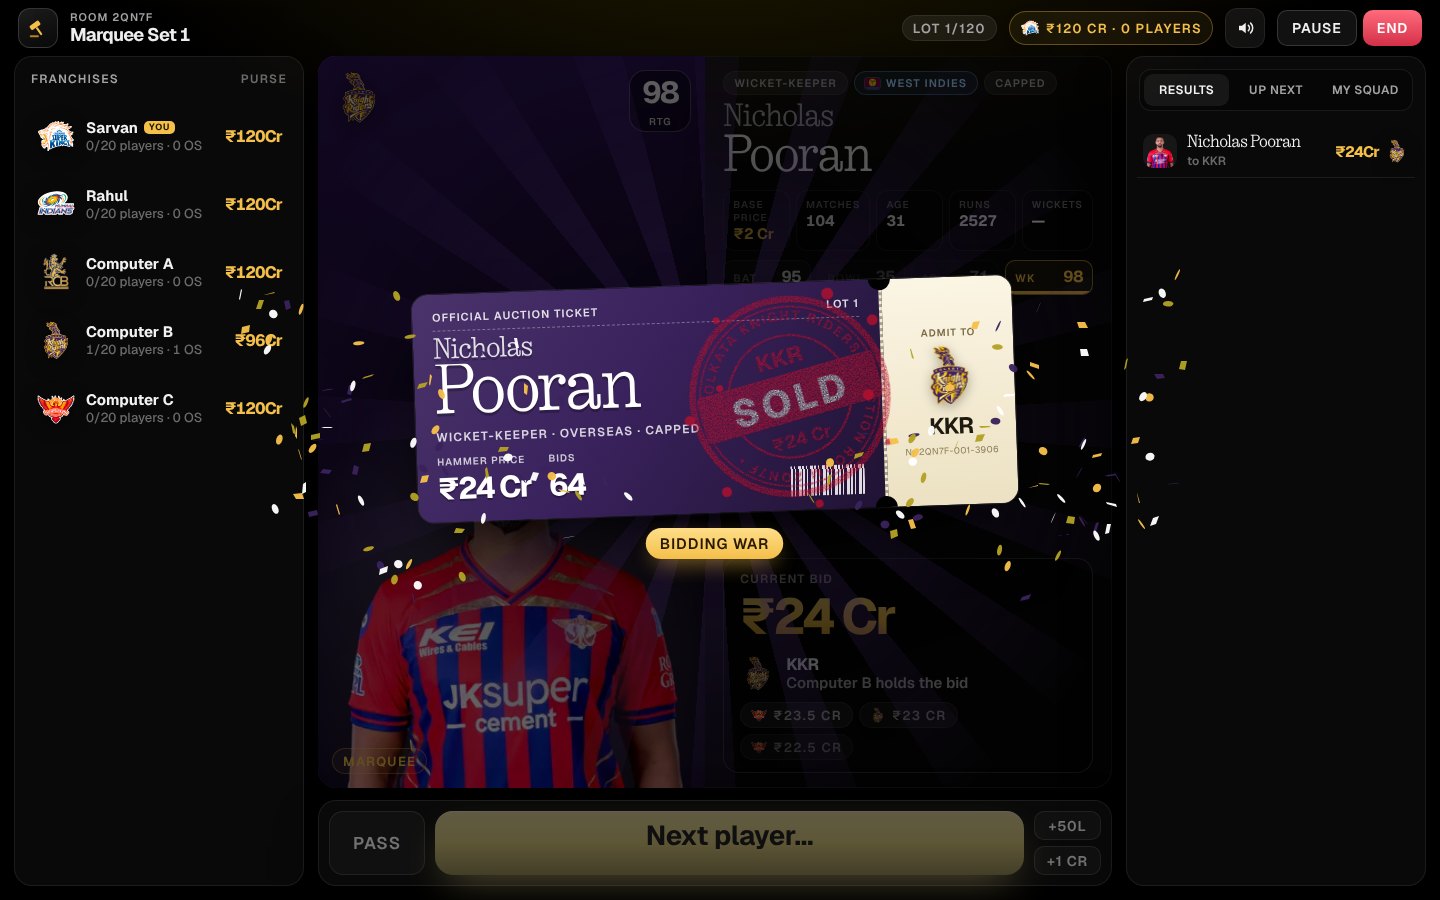 ROOM 2QN7F
Marquee Set 1
LOT 1/120
₹120 CR · 0 PLAYERS
PAUSE
END
FRANCHISES
PURSE
Sarvan YOU
0/20 players · 0 OS
₹120Cr
Rahul
0/20 players · 0 OS
₹120Cr
Computer A
0/20 players · 0 OS
₹120Cr
Computer B
1/20 players · 1 OS
₹96Cr
Computer C
0/20 players · 0 OS
₹120Cr
98
RTG
WICKET-KEEPER
WEST INDIES
CAPPED
Nicholas
Pooran
BASE PRICE
₹2 Cr
MATCHES
104
AGE
31
RUNS
2527
WICKETS
—
BAT 95
WK 98
OFFICIAL AUCTION TICKET
LOT 1
Nicholas
Pooran
WICKET-KEEPER · OVERSEAS · CAPPED
HAMMER PRICE
₹24 Cr
BIDS
64
KKR
SOLD
₹24 Cr
ADMIT TO
KKR
BIDDING WAR
CURRENT BID
₹24 Cr
KKR
Computer B holds the bid
₹23.5 CR
₹23 CR
₹22.5 CR
KEI
Wires & Cables
JKsuper
cement
MARQUEE
PASS
Next player...
+50L
+1 CR
RESULTS
UP NEXT
MY SQUAD
Nicholas Pooran
to KKR
₹24Cr